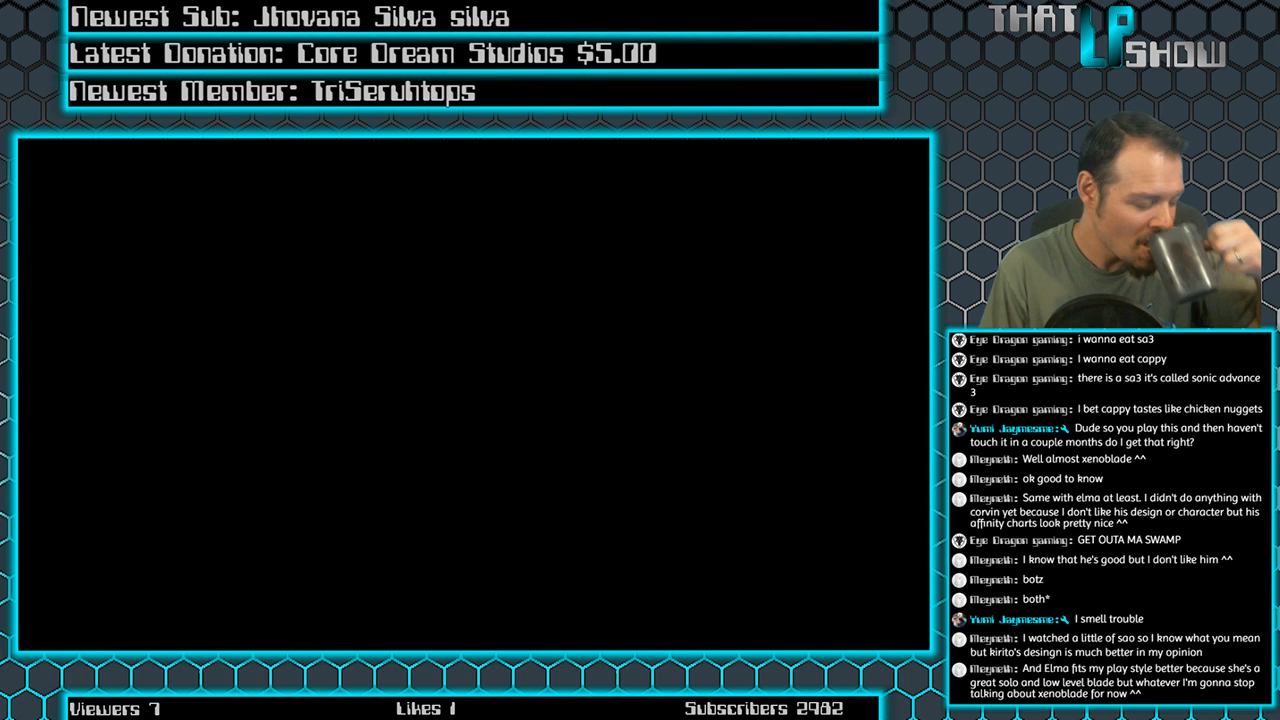 Newest Sub: Jhovana Silva silva
Latest Donation: Core Dream Studios $5.00
Newest Member: TriSeruhtops
THAT
LP
SHOW
Eye Dragon gaming: i wanna eat sa3
Eye Dragon gaming: I wanna eat cappy
Eye Dragon gaming: there is a sa3 it's called sonic advance
3
Eye Dragon gaming: I bet cappy tastes like chicken nuggets
Yumi Jaymesme: Dude so you play this and then haven't
touch it in a couple months do I get that right?
Meyneth: Well almost xenoblade ^^
Meyneth: ok good to know
Meyneth: Same with elma at least. I didn't do anything with
corvin yet because I don't like his design or character but his
affinity charts look pretty nice ^^
Eye Dragon gaming: GET OUTA MA SWAMP
Meyneth: I know that he's good but I don't like him ^^
Meyneth: botz
Meyneth: both*
Yumi Jaymesme: I smell trouble
Meyneth: I watched a little of sao so I know what you mean
but kirito's desingn is much better in my opinion
Meyneth: And Elma fits my play style better because she's a
great solo and low level blade but whatever I'm gonna stop
talking about xenoblade for now ^^
Viewers 7
Likes 1
Subscribers 2982